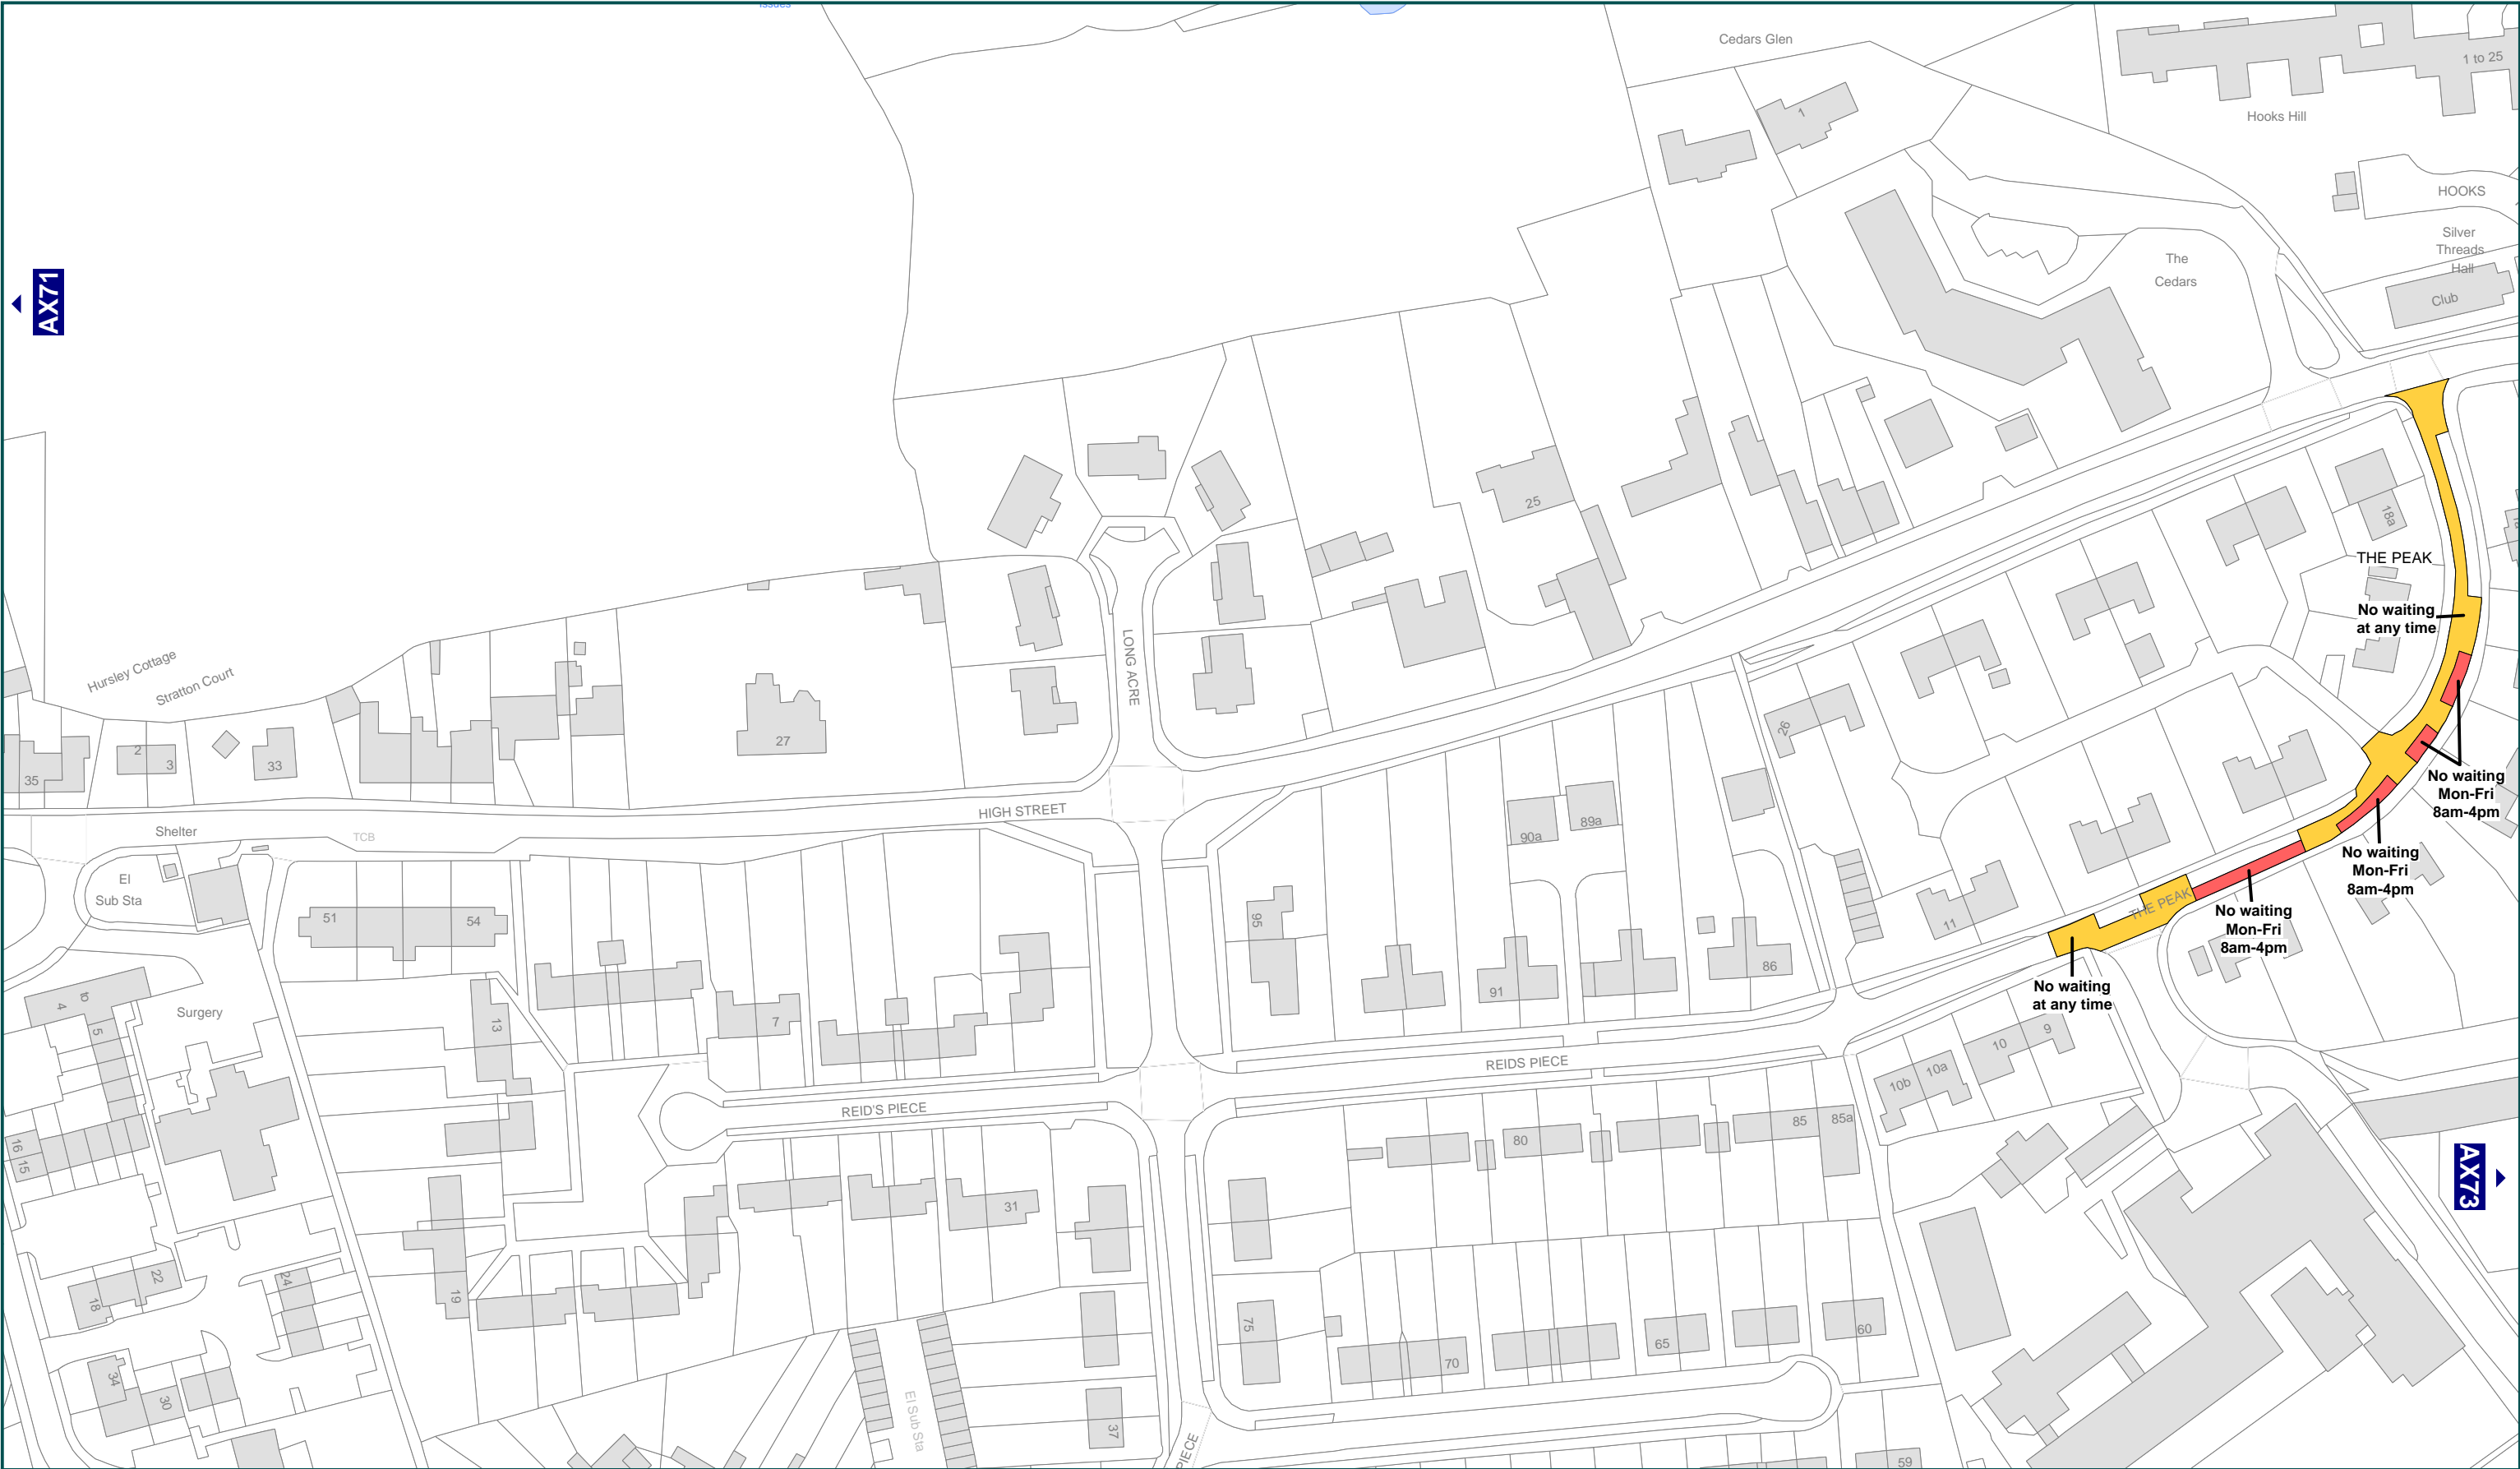 Issues
Cedars Glen
1 to 25
1
Hooks Hill
HOOKS
Silver
Threads
Hall
Club
The
Cedars
AX71
25
18a
THE PEAK
No waiting
at any time
Hursley Cottage
Stratton Court
LONG ACRE
2
3
33
35
27
26
No waiting
Mon-Fri
8am-4pm
HIGH STREET
Shelter
TCB
90a
89a
El
Sub Sta
51
54
95
86
91
11
THE PEAK
No waiting
Mon-Fri
8am-4pm
No waiting
Mon-Fri
8am-4pm
No waiting
at any time
4
to
5
Surgery
13
7
REIDS PIECE
10b
10a
10
9
REID'S PIECE
80
85
85a
16
15
31
AX73
18
22
24
19
75
70
65
60
34
30
El Sub Sta
37
PIECE
59